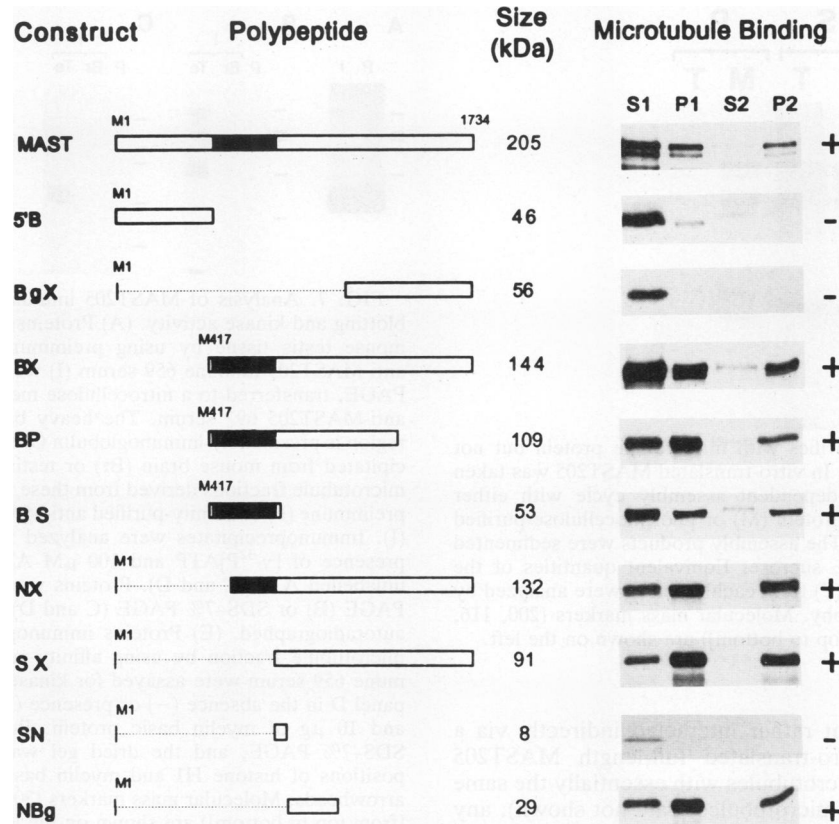 Construct Polypeptide Size (kDa) Microtubule Binding
S1 P1 S2 P2
M1 1734
MAST 205 +
M1
5'B 46 -
M1
BgX 56 -
M417
BX 144 +
M417
BP 109 +
M417
BS 53 +
M1
NX 132 +
M1
SX 91 +
M1
SN 8 -
M1
NBg 29 +